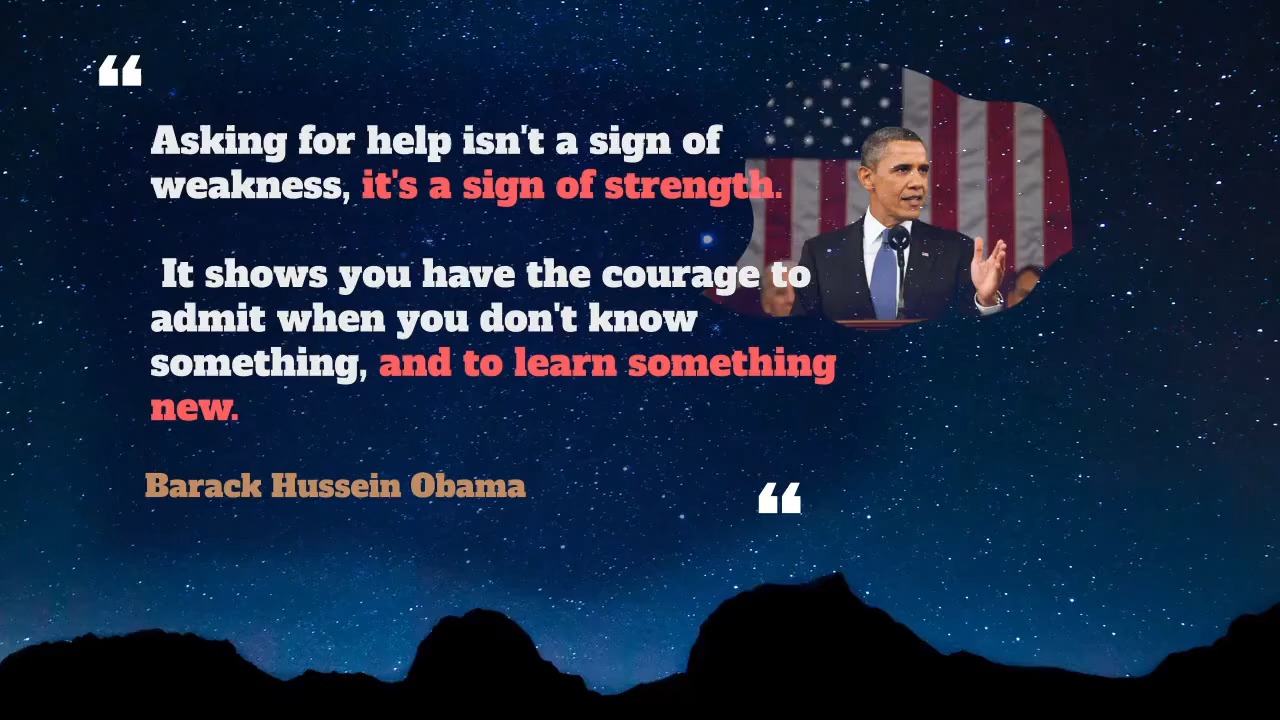 ❝
Asking for help isn't a sign of
weakness, it's a sign of strength.
It shows you have the courage to
admit when you don't know
something, and to learn something
new.
Barack Hussein Obama
❝